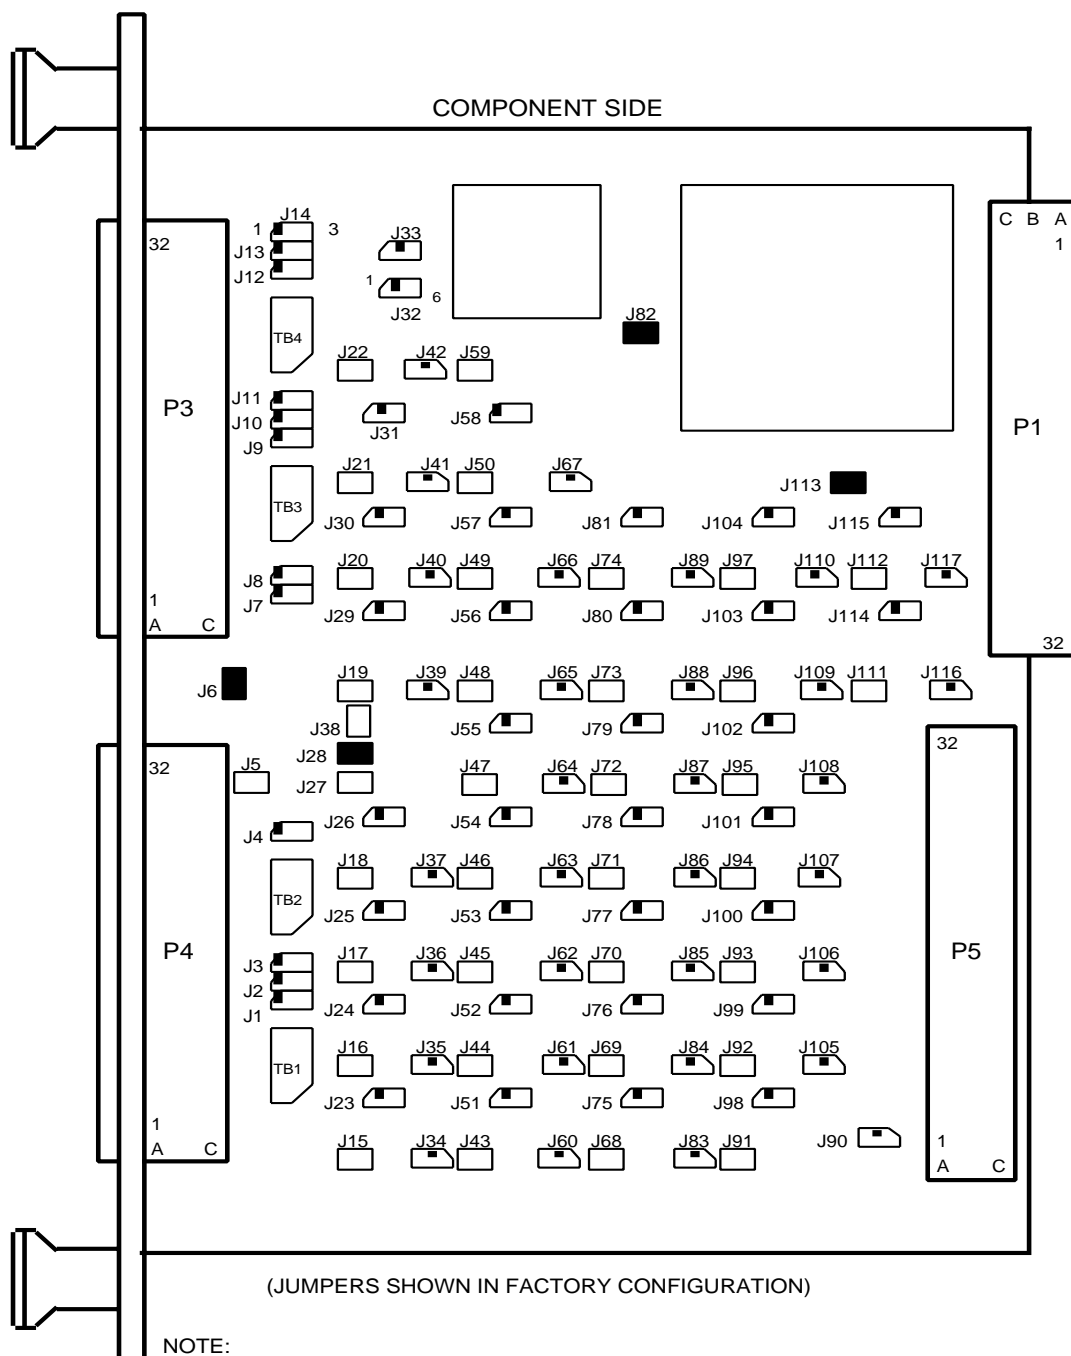 COMPONENT SIDE
C B A
1
J14
1 3
J33
32
J13
J12
1
6
J32
J82
TB4
J22 J42 J59
J11
P3
J10
J31
J58
P1
J9
J21 J41 J50 J67
J113
TB3
J30 J57 J81 J104 J115
J20 J40 J49 J66 J74 J89 J97 J110 J112 J117
J8
J7
1
J29 J56 J80 J103 J114
A C
32
J19 J39 J48 J65 J73 J88 J96 J109 J111 J116
J6
J38 J55 J79 J102
32
J28
32
J5
J27
J47 J64 J72 J87 J95 J108
J26 J54 J78 J101
J4
J18 J37 J46 J63 J71 J86 J94 J107
TB2
J25 J53 J77 J100
J17 J36 J45 J62 J70 J85 J93 J106
P4
P5
J3
J2
J24 J52 J76 J99
J1
J16 J35 J44 J61 J69 J84 J92 J105
TB1
J23 J51 J75 J98
1
J15 J34 J43 J60 J68 J83 J91
J90
1
A C
A C
(JUMPERS SHOWN IN FACTORY CONFIGURATION)
NOTE: